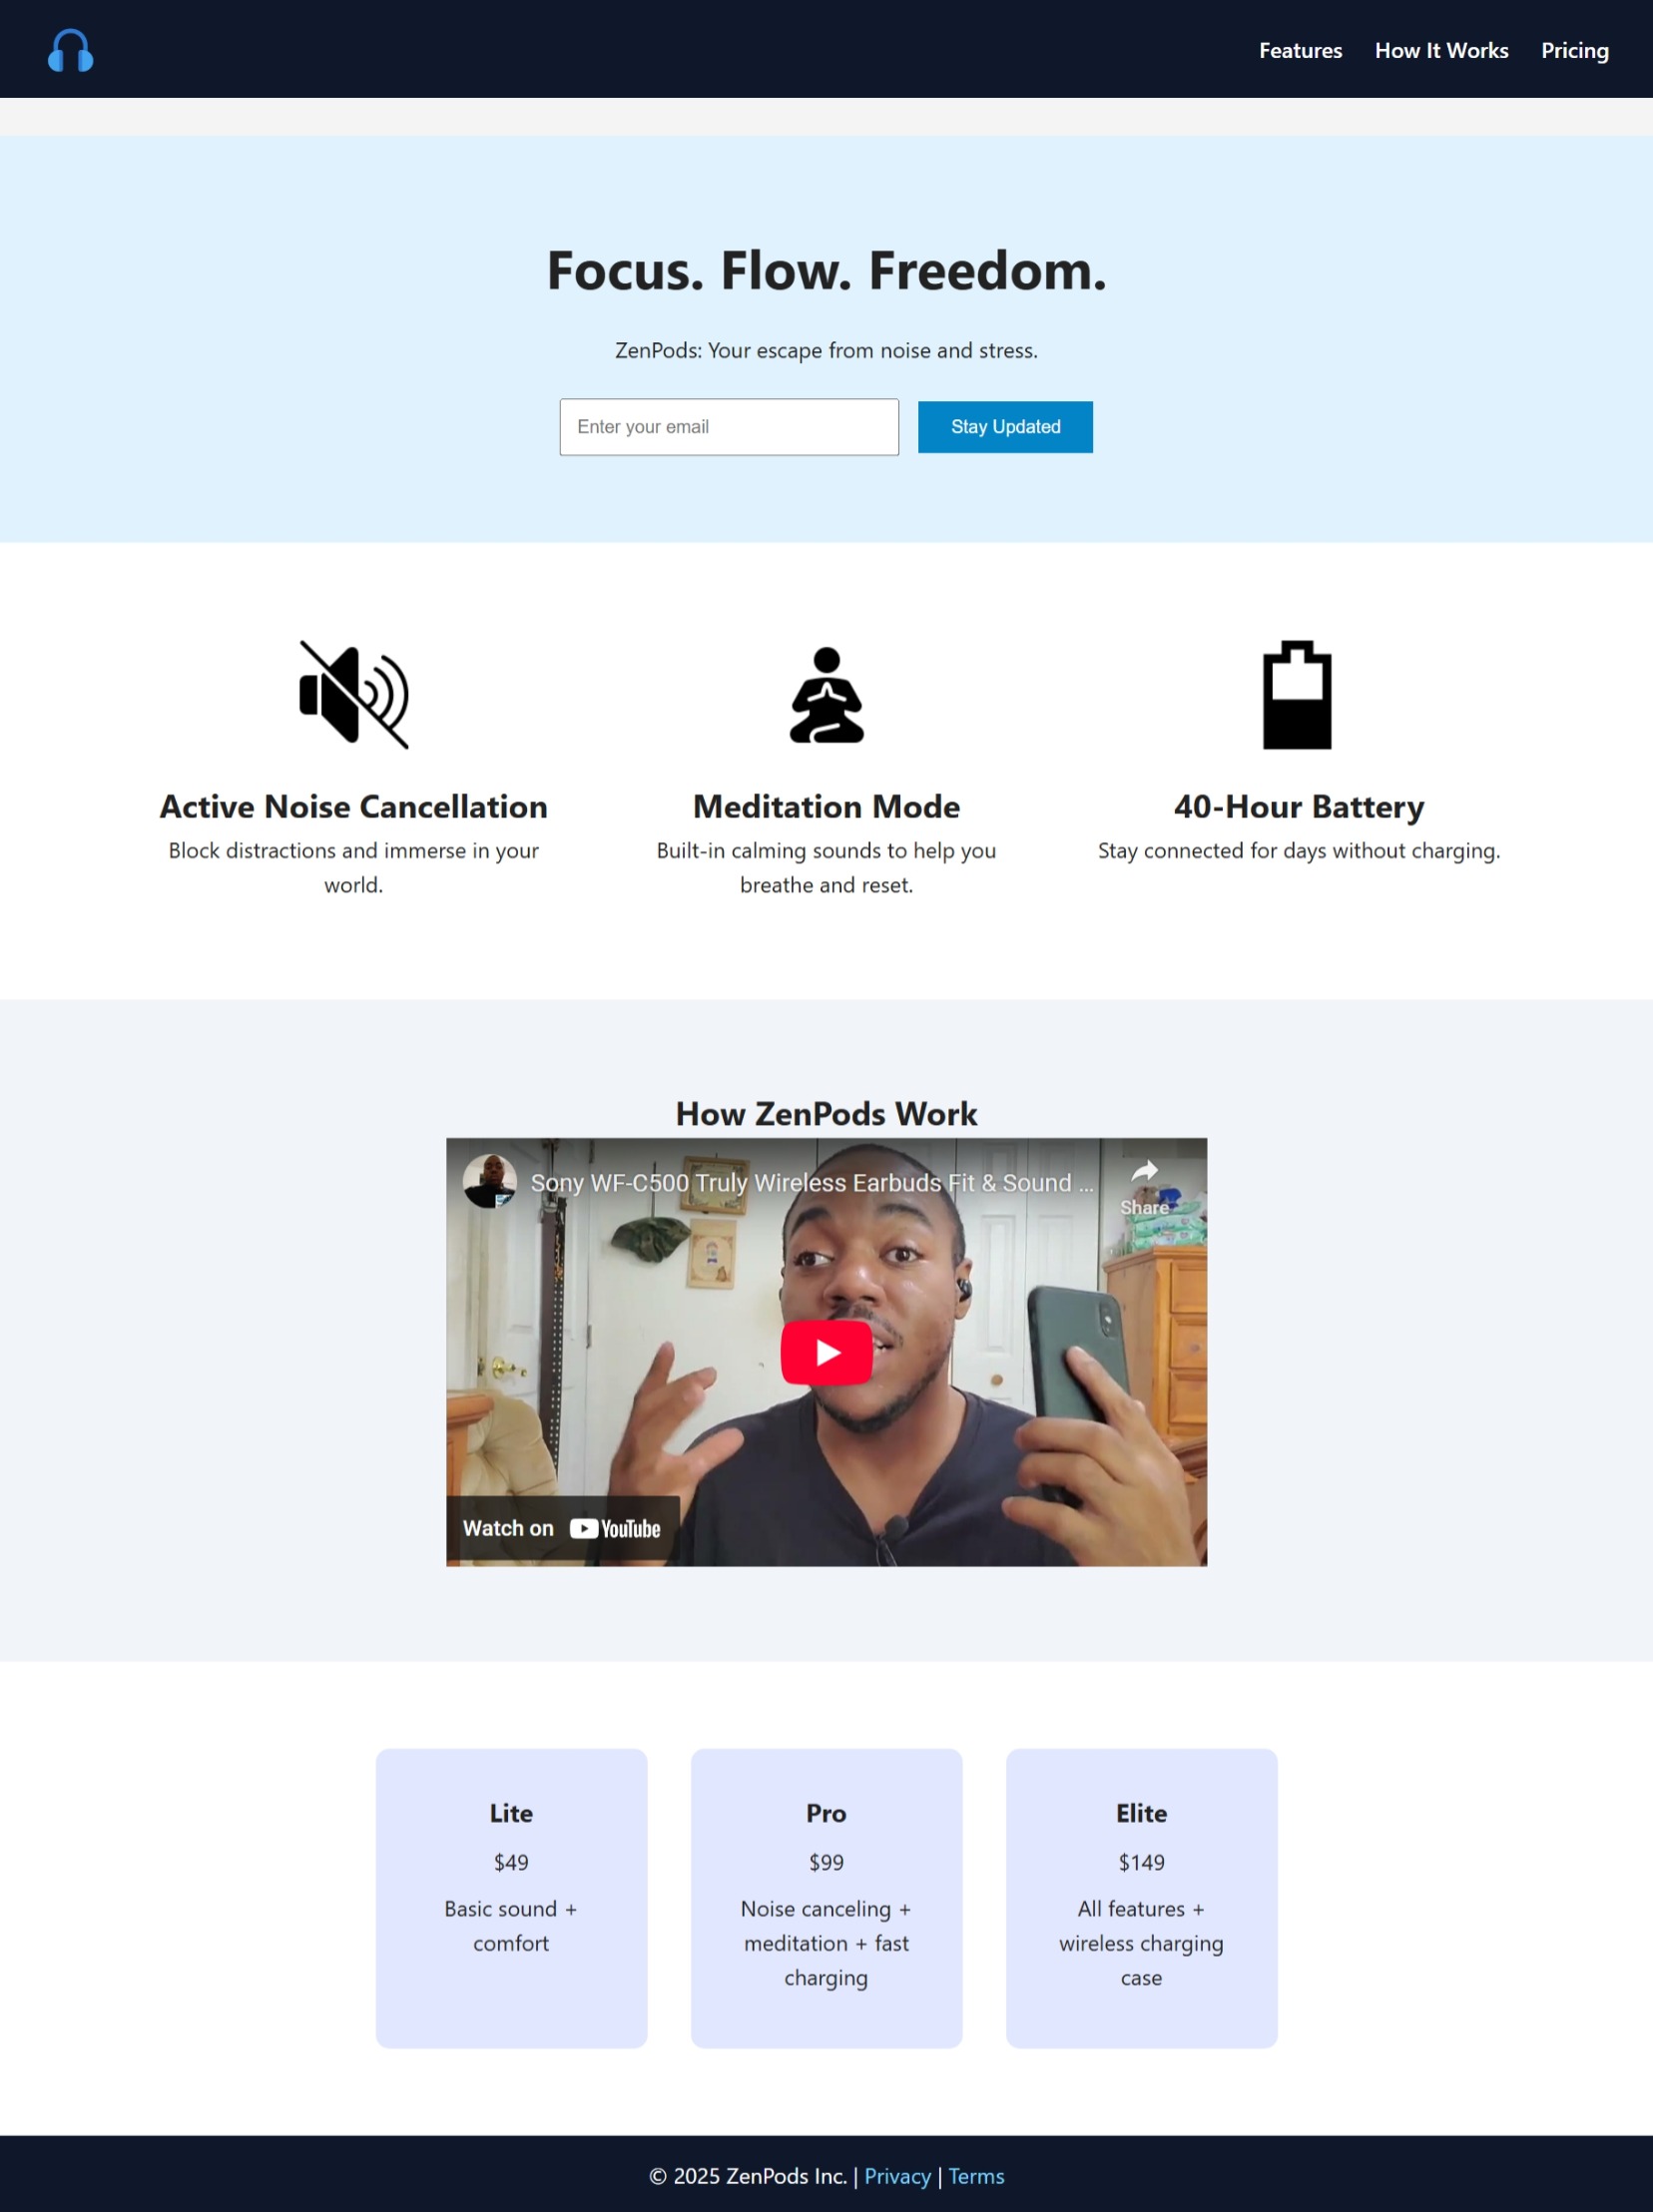 Features How It Works Pricing
Focus. Flow. Freedom.
ZenPods: Your escape from noise and stress.
Enter your email Stay Updated
Active Noise Cancellation
Block distractions and immerse in your
world.
Meditation Mode
Built-in calming sounds to help you
breathe and reset.
40-Hour Battery
Stay connected for days without charging.
How ZenPods Work
Sony WF-C500 Truly Wireless Earbuds Fit & Sound ...
Share
Watch on YouTube
Lite
$49
Basic sound +
comfort
Pro
$99
Noise canceling +
meditation + fast
charging
Elite
$149
All features +
wireless charging
case
© 2025 ZenPods Inc. | Privacy | Terms